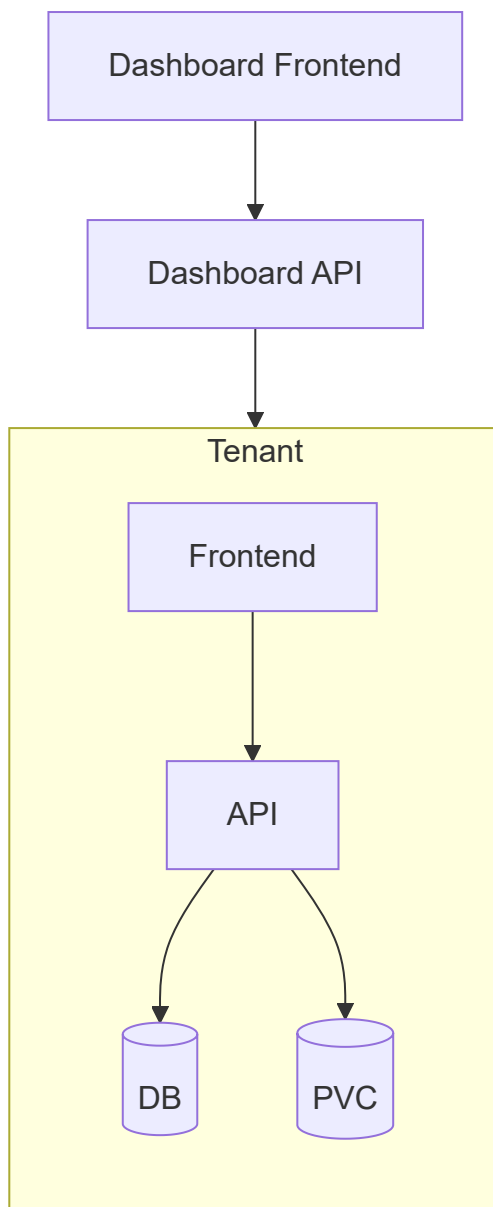 Dashboard Frontend
Dashboard API
Tenant
Frontend
API
DB
PVC